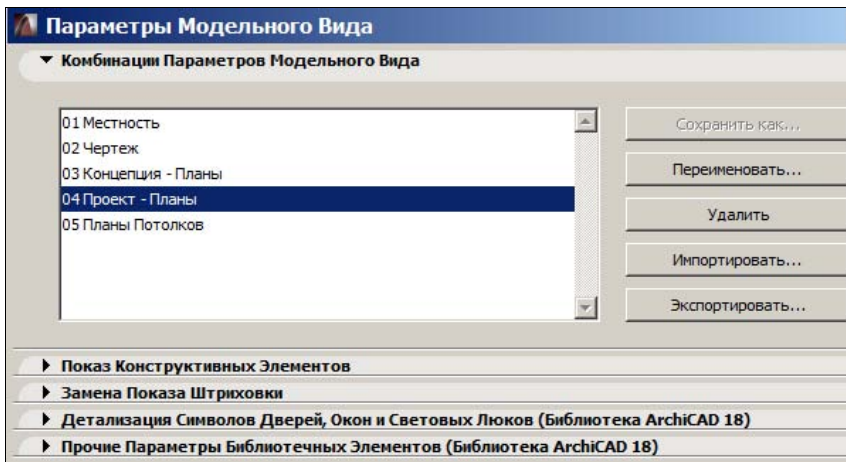 Параметры Модельного Вида
Комбинации Параметров Модельного Вида
01 Местность
02 Чертеж
03 Концепция - Планы
04 Проект - Планы
05 Планы Потолков
Сохранить как...
Переименовать...
Удалить
Импортировать...
Экспортировать...
Показ Конструктивных Элементов
Замена Показа Штриховки
Детализация Символов Дверей, Окон и Световых Люков (Библиотека ArchiCAD 18)
Прочие Параметры Библиотечных Элементов (Библиотека ArchiCAD 18)